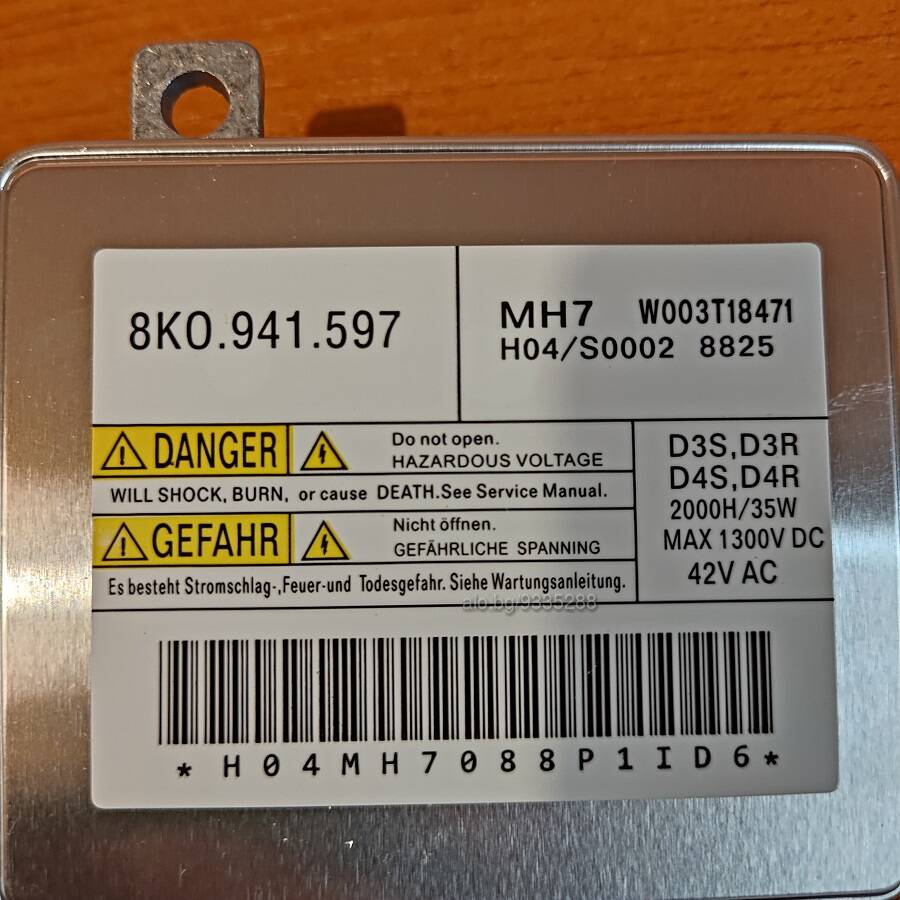 8K0.941.597
MH7 W003T18471
H04/S0002 8825
DANGER
Do not open.
HAZARDOUS VOLTAGE
WILL SHOCK, BURN, or cause DEATH.See Service Manual.
GEFAHR
Nicht öffnen.
GEFÄHRLICHE SPANNING
Es besteht Stromschlag-,Feuer-und Todesgefahr. Siehe Wartungsanleitung.
D3S,D3R
D4S,D4R
2000H/35W
MAX 1300V DC
42V AC
alo.bg/9335288
*H04MH7088P1ID6*